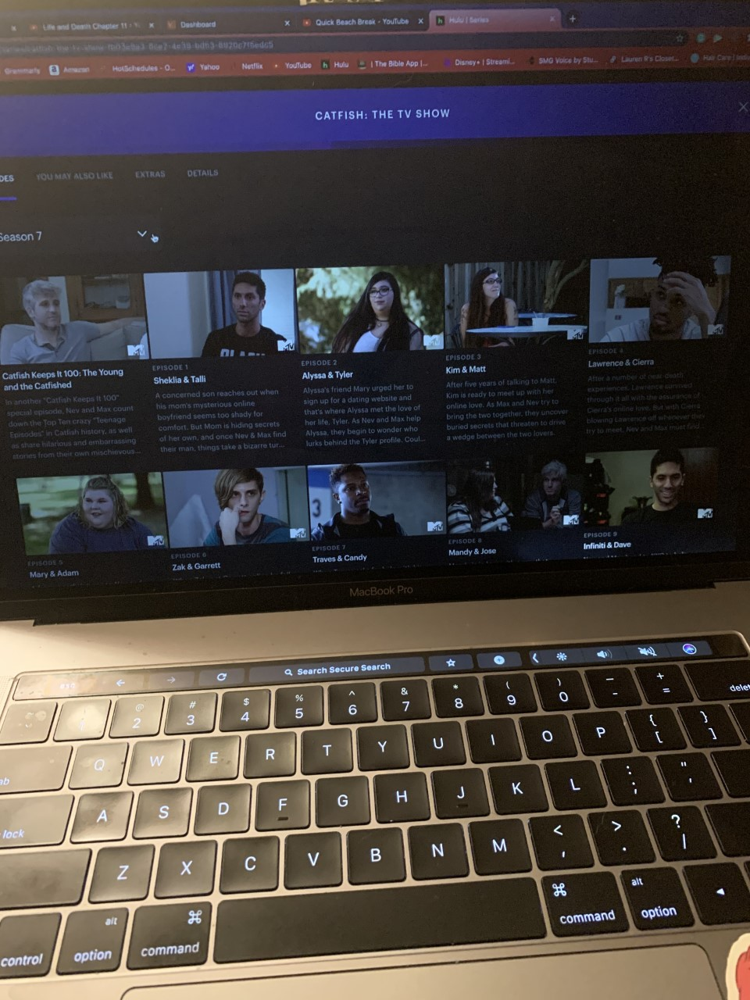 Life and Death Chapter 11
Dashboard
Quick Beach Break - YouTube
Hulu | Series
Grammarly
Amazon
HotSchedules - O...
Yahoo
Netflix
YouTube
Hulu
| The Bible App |...
Disney+ | Streami...
SMG Voice by Stu...
Lauren R's Closet...
Hair Care |
CATFISH: THE TV SHOW
DES
YOU MAY ALSO LIKE
EXTRAS
DETAILS
Season 7
Catfish Keeps It 100: The Young
and the Catfished
In another "Catfish Keeps It 100"
special episode, Nev and Max count
down the Top Ten crazy "Teenage
Episodes" in Catfish history, as well
as share hilarious and embarrassing
stories from their own mischievous...
EPISODE 1
Sheklia & Talli
A concerned son reaches out when
his mom's mysterious online
boyfriend seems too shady for
comfort. But Mom is hiding secrets
of her own, and once Nev & Max find
their man, things take a bizarre tur...
EPISODE 2
Alyssa & Tyler
Alyssa's friend Mary urged her to
sign up for a dating website and
that's where Alyssa met the love of
her life, Tyler. As Nev and Max help
Alyssa, they begin to wonder who
lurks behind the Tyler profile. Coul...
EPISODE 3
Kim & Matt
After five years of talking to Matt,
Kim is ready to meet up with her
online love. As Max and Nev try to
bring the two together, they uncover
buried secrets that threaten to drive
a wedge between the two lovers.
EPISODE 4
Lawrence & Cierra
After a number of near-death
experiences, Lawrence survived
through it all with the assurance of
Cierra's online love. But with Cierra
blowing Lawrence off whenever they
try to meet, Nev and Max must find...
MTV
MTV
MTV
MTV
MTV
EPISODE 5
Mary & Adam
EPISODE 6
Zak & Garrett
EPISODE 7
Traves & Candy
EPISODE 8
Mandy & Jose
EPISODE 9
Infiniti & Dave
MTV
MTV
MTV
MTV
MTV
3
MacBook Pro
esc
Search Secure Search
@ # $ % ^ & * ( ) _ +
2 3 4 5 6 7 8 9 0 - =
delete
ab
Q W E R T Y U I O P { [ } ]
lock
A S D F G H J K L : ; " '
Z X C V B N M < , > . ? /
control
alt
option
⌘
command
⌘
command
alt
option